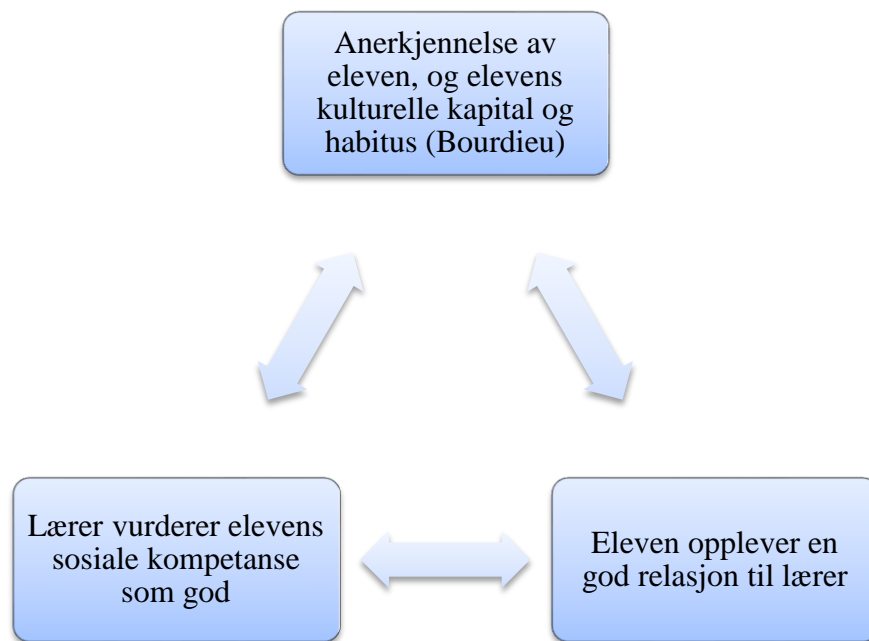 Anerkjennelse av
eleven, og elevens
kulturelle kapital og
habitus (Bourdieu)
Lærer vurderer elevens
sosiale kompetanse
som god
Eleven opplever en
god relasjon til lærer